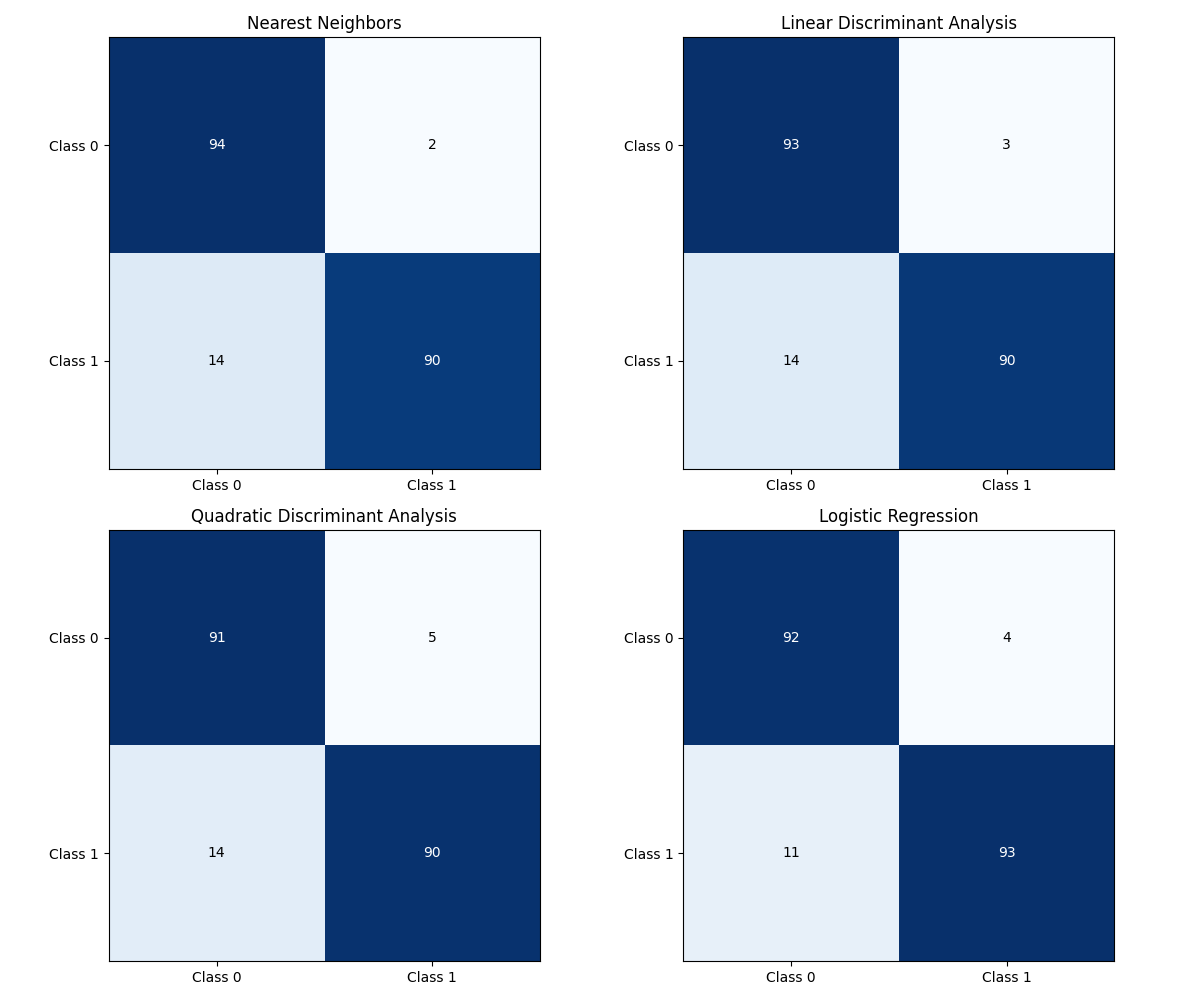 Nearest Neighbors
Class 0
94
2
Class 1
14
90
Class 0
Class 1
Linear Discriminant Analysis
Class 0
93
3
Class 1
14
90
Class 0
Class 1
Quadratic Discriminant Analysis
Class 0
91
5
Class 1
14
90
Class 0
Class 1
Logistic Regression
Class 0
92
4
Class 1
11
93
Class 0
Class 1